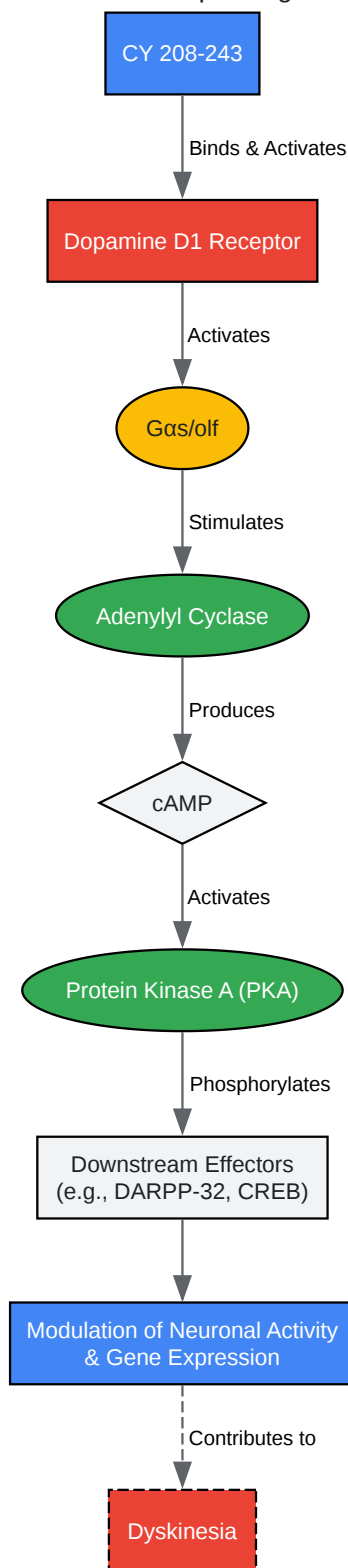 CY 208-243
Binds & Activates
Dopamine D1 Receptor
Activates
Gαs/olf
Stimulates
Adenylyl Cyclase
Produces
cAMP
Activates
Protein Kinase A (PKA)
Phosphorylates
Downstream Effectors
(e.g., DARPP-32, CREB)
Modulation of Neuronal Activity
& Gene Expression
Contributes to
Dyskinesia